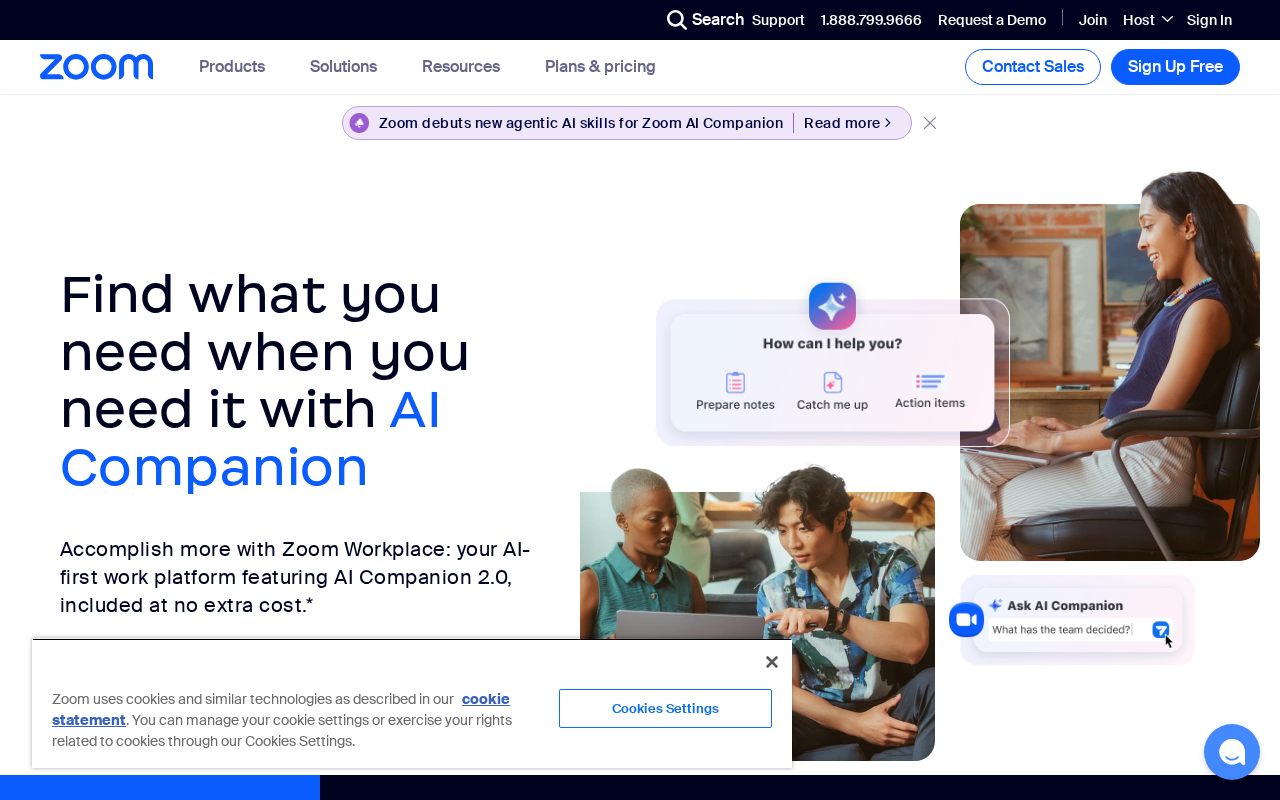 Search Support 1.888.799.9666 Request a Demo Join Host Sign In
zoom Products Solutions Resources Plans & pricing Contact Sales Sign Up Free
Zoom debuts new agentic AI skills for Zoom AI Companion Read more
Find what you
need when you
need it with AI
Companion
How can I help you?
Prepare notes Catch me up Action items
Accomplish more with Zoom Workplace: your AI-
first work platform featuring AI Companion 2.0,
included at no extra cost.*
Ask AI Companion
What has the team decided?
Zoom uses cookies and similar technologies as described in our cookie
statement. You can manage your cookie settings or exercise your rights
related to cookies through our Cookies Settings.
Cookies Settings